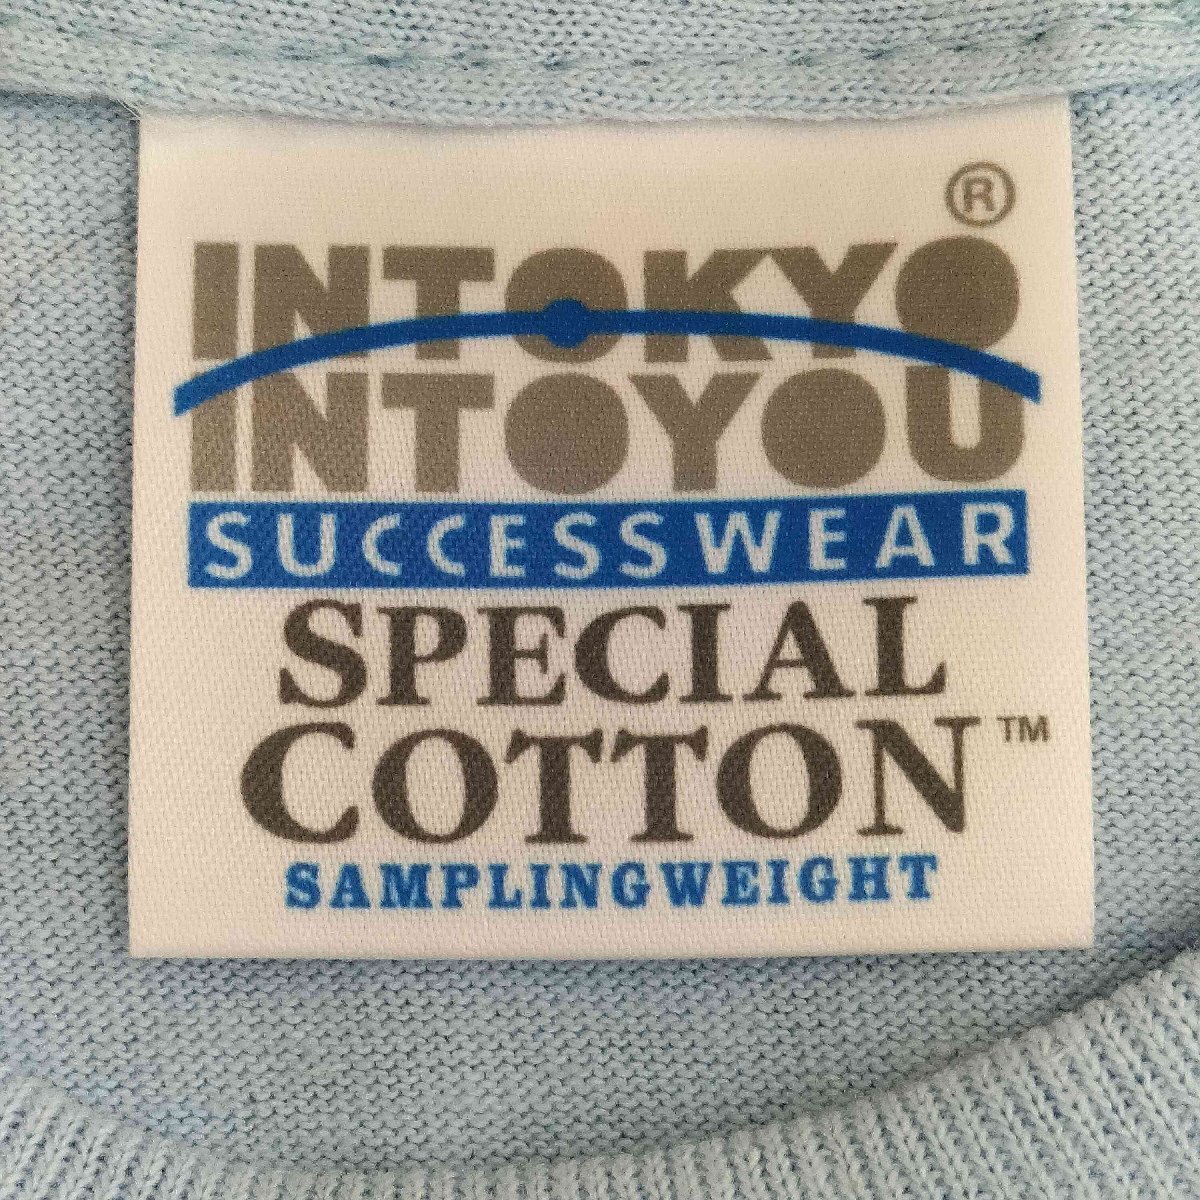 ®
INTOKYO
INTOYOU
SUCCESSWEAR
SPECIAL
COTTON™
SAMPLINGWEIGHT